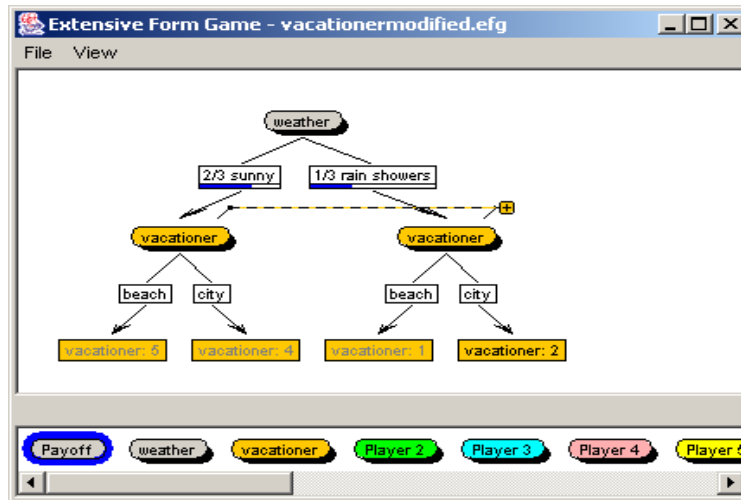 Extensive Form Game - vacationermodified.efg
File View
weather
2/3 sunny 1/3 rain showers
vacationer vacationer
beach city beach city
vacationer: 5 vacationer: 4 vacationer: 1 vacationer: 2
Payoff weather vacationer Player 2 Player 3 Player 4 Player